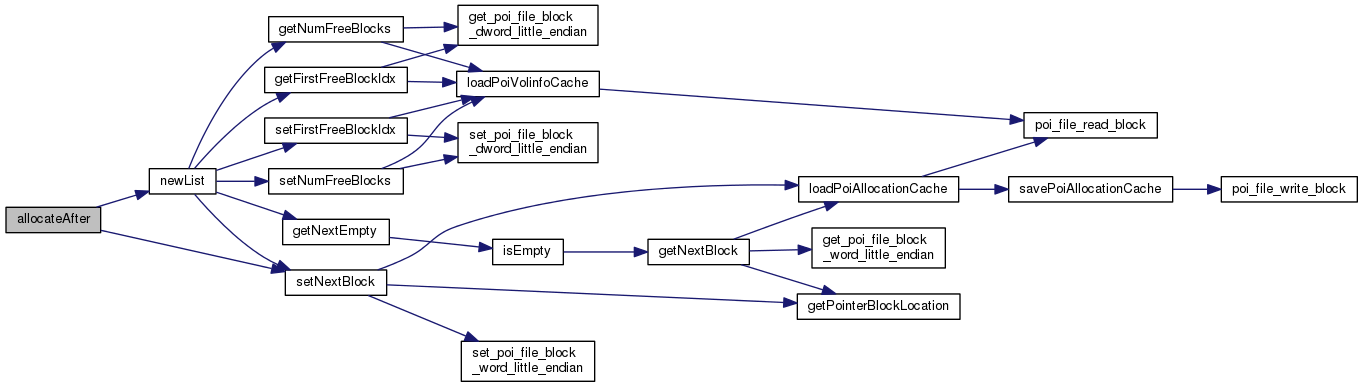 getNumFreeBlocks
get_poi_file_block
_dword_little_endian
getFirstFreeBlockIdx
loadPoiVolinfoCache
setFirstFreeBlockIdx
set_poi_file_block
_dword_little_endian
poi_file_read_block
newList
setNumFreeBlocks
loadPoiAllocationCache
savePoiAllocationCache
poi_file_write_block
allocateAfter
getNextEmpty
isEmpty
getNextBlock
get_poi_file_block
_word_little_endian
setNextBlock
getPointerBlockLocation
set_poi_file_block
_word_little_endian